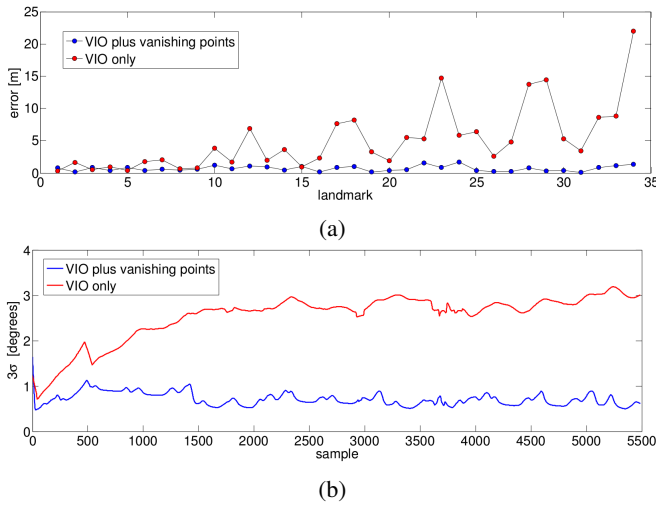 25
20
15
10
5
0
error [m]
VIO plus vanishing points
VIO only
0 5 10 15 20 25 30 35
landmark
(a)
4
3
2
1
0
3σ [degrees]
VIO plus vanishing points
VIO only
0 500 1000 1500 2000 2500 3000 3500 4000 4500 5000 5500
sample
(b)